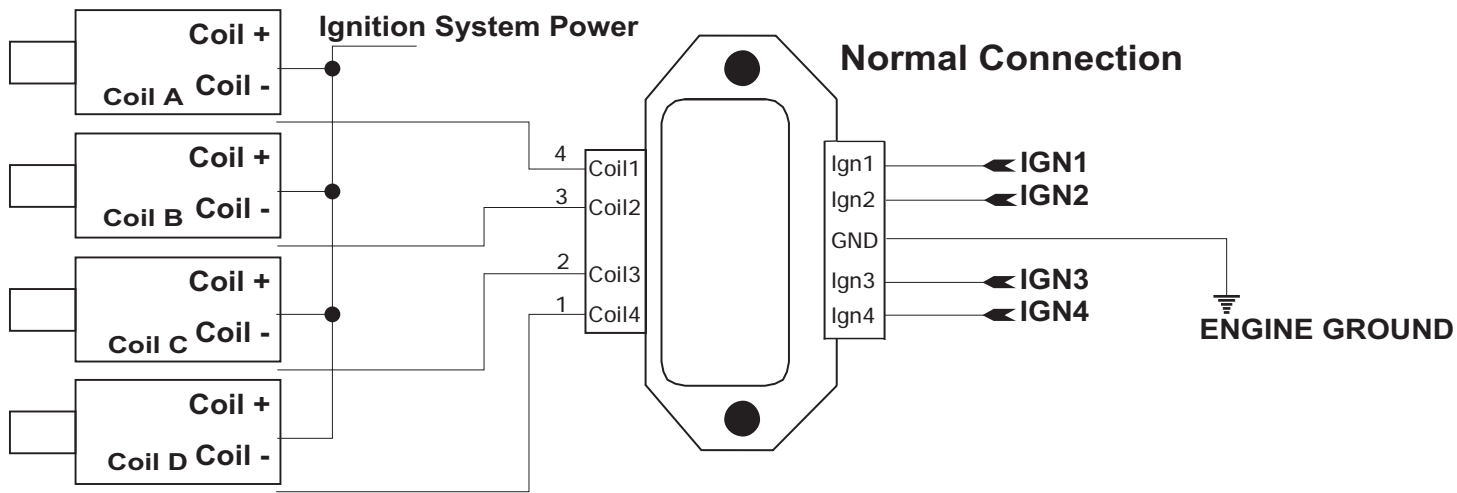 Ignition System Power
Normal Connection
Coil +
Coil -
Coil A
Coil +
Coil -
Coil B
Coil +
Coil -
Coil C
Coil +
Coil -
Coil D
4
3
2
1
Coil1
Coil2
Coil3
Coil4
Ign1
Ign2
GND
Ign3
Ign4
IGN1
IGN2
IGN3
IGN4
ENGINE GROUND